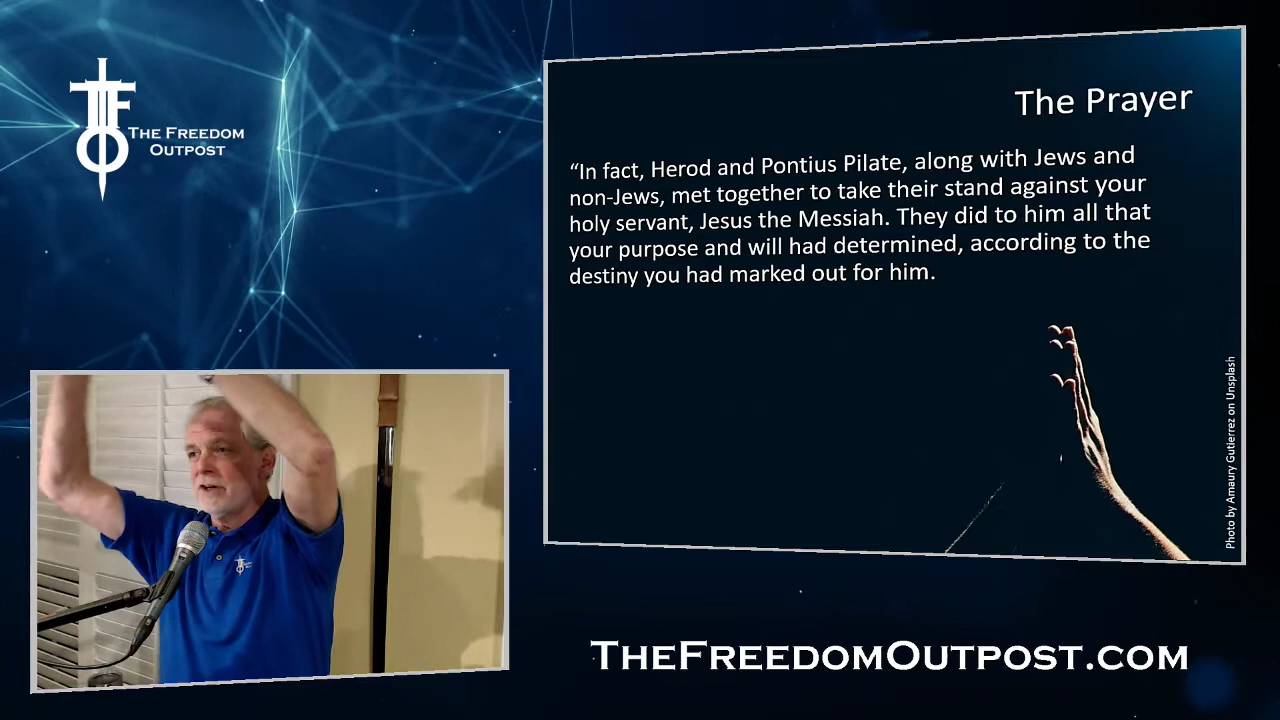 THE FREEDOM
OUTPOST
The Prayer
“In fact, Herod and Pontius Pilate, along with Jews and
non-Jews, met together to take their stand against your
holy servant, Jesus the Messiah. They did to him all that
your purpose and will had determined, according to the
destiny you had marked out for him.
Photo by Amaury Gutierrez on Unsplash
THEFREEDOMOUTPOST.COM